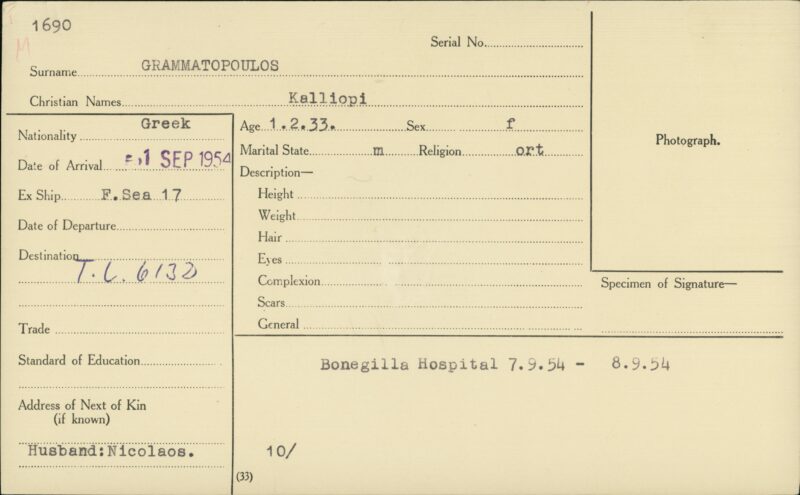 1690
M
Serial No.
Surname GRAMMATOPOULOS
Christian Names Kalliopi
Nationality Greek
Date of Arrival 1 SEP 1954
Ex Ship F.Sea 17
Date of Departure
Destination
T.L. 6132
Trade
Standard of Education
Address of Next of Kin
(if known)
Husband:Nicolaos.
Age 1.2.33. Sex f
Marital State m Religion ort
Description—
Height
Weight
Hair
Eyes
Complexion
Scars
General
Photograph.
Specimen of Signature—
Bonegilla Hospital 7.9.54 - 8.9.54
10/
(33)